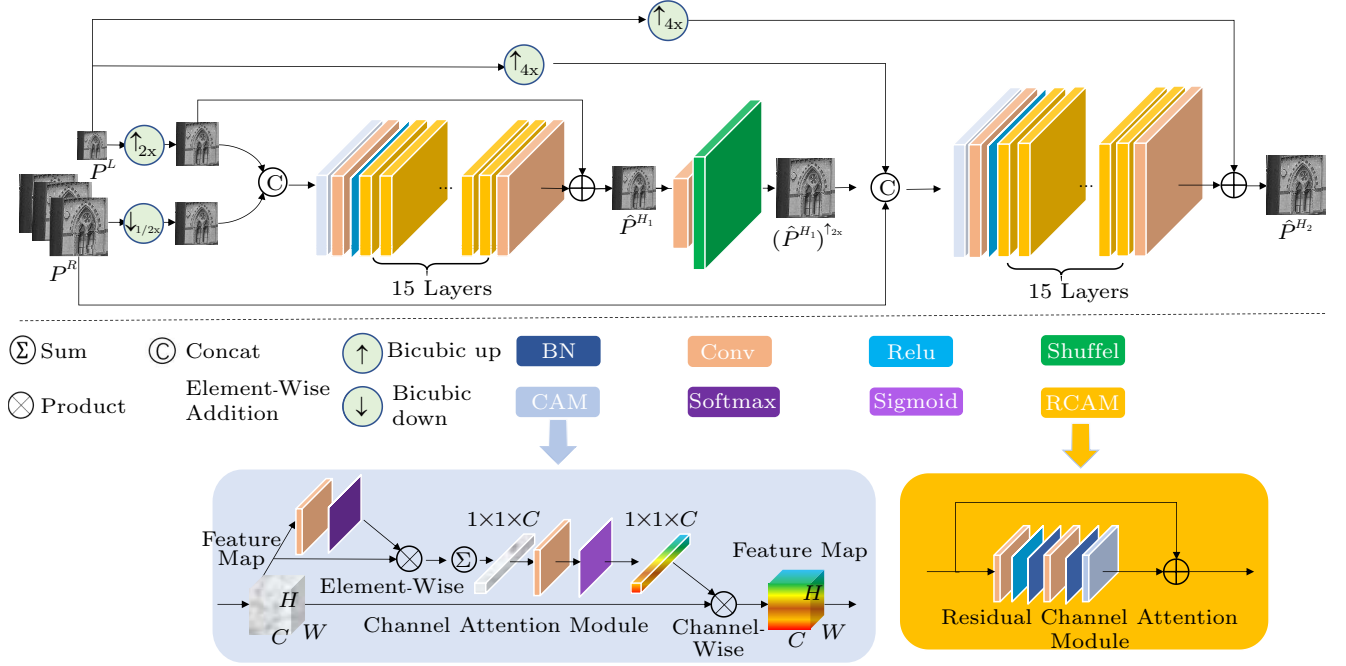 ↑4x
↑4x
P^L
↑2x
↓1/2x
P^R
C
...
15 Layers
P̂^{H_1}
(P̂^{H_1})^{↑2x}
C
...
15 Layers
P̂^{H_2}
Σ Sum
C Concat
↑ Bicubic up
BN
Conv
Relu
Shuffel
Product
Element-Wise
Addition
↓ Bicubic
down
CAM
Softmax
Sigmoid
RCAM
Feature
Map
1×1×C
1×1×C
Σ
Element-Wise
Feature Map
H
C
W
Channel Attention Module
Channel-
Wise
H
C
W
Residual Channel Attention
Module